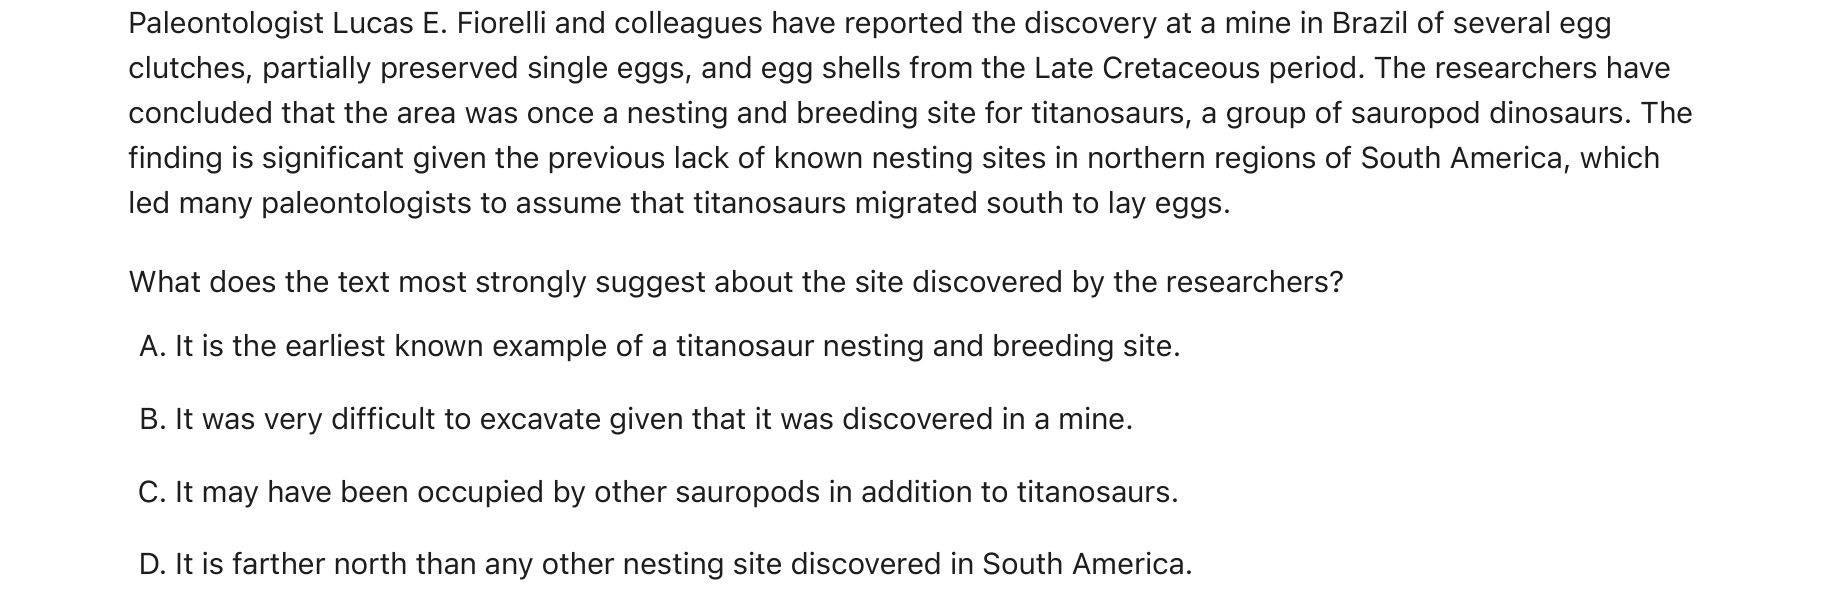 Paleontologist Lucas E. Fiorelli and colleagues have reported the discovery at a mine in Brazil of several egg
clutches, partially preserved single eggs, and egg shells from the Late Cretaceous period. The researchers have
concluded that the area was once a nesting and breeding site for titanosaurs, a group of sauropod dinosaurs. The
finding is significant given the previous lack of known nesting sites in northern regions of South America, which
led many paleontologists to assume that titanosaurs migrated south to lay eggs.
What does the text most strongly suggest about the site discovered by the researchers?
A. It is the earliest known example of a titanosaur nesting and breeding site.
B. It was very difficult to excavate given that it was discovered in a mine.
C. It may have been occupied by other sauropods in addition to titanosaurs.
D. It is farther north than any other nesting site discovered in South America.